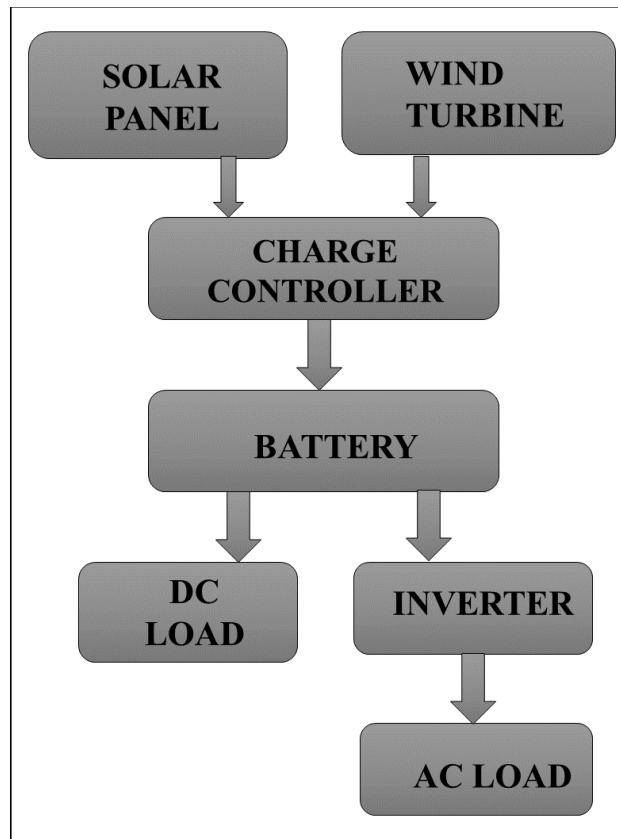 SOLAR
PANEL
WIND
TURBINE
CHARGE
CONTROLLER
BATTERY
DC
LOAD
INVERTER
AC LOAD